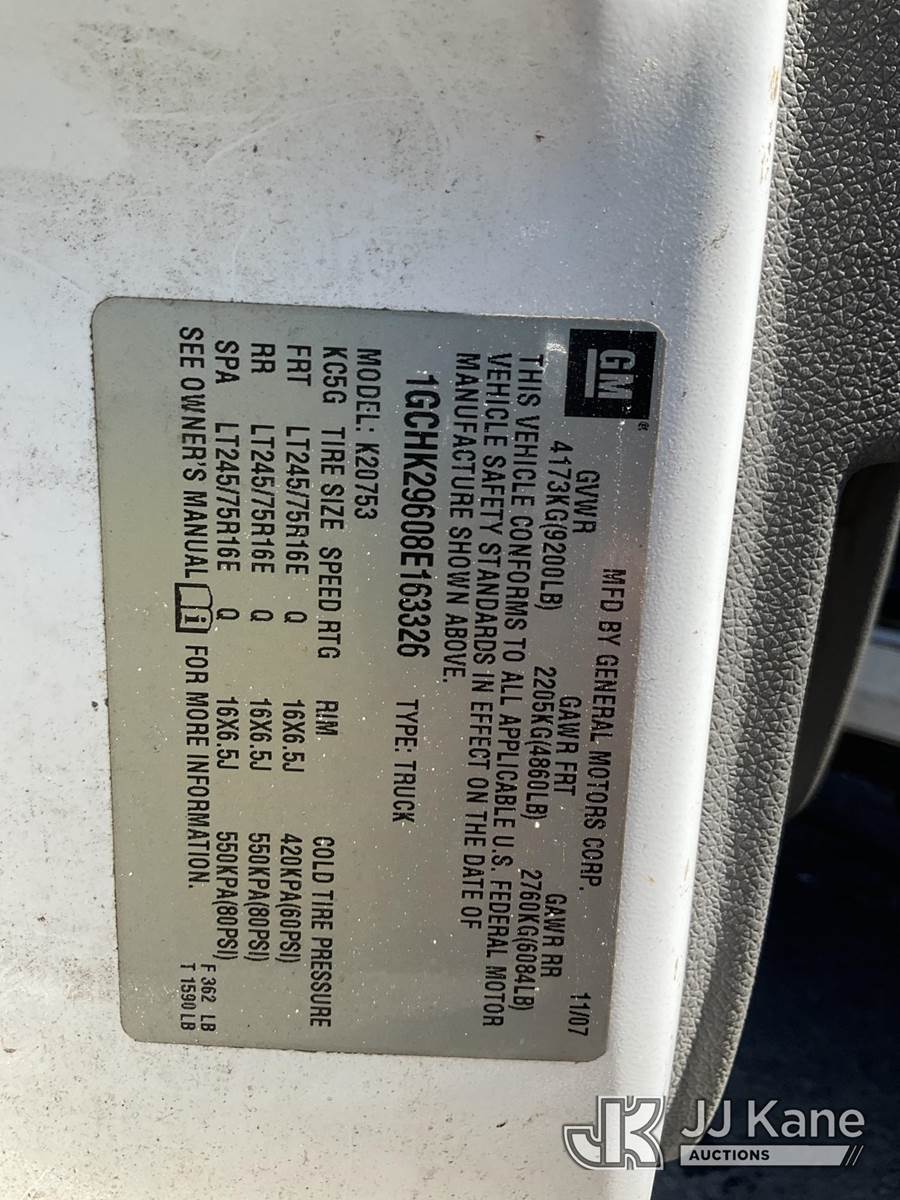 GM®
MFD BY GENERAL MOTORS CORP. 11/07
GVWR GAWR FRT GAWR RR
4173KG(9200LB) 2205KG(4860LB) 2760KG(6084LB)
THIS VEHICLE CONFORMS TO ALL APPLICABLE U.S. FEDERAL MOTOR
VEHICLE SAFETY STANDARDS IN EFFECT ON THE DATE OF
MANUFACTURE SHOWN ABOVE.
1GCHK29608E163326 TYPE: TRUCK
MODEL: K20753
KC5G TIRE SIZE SPEED RTG RIM COLD TIRE PRESSURE
FRT LT245/75R16E Q 16X6.5J 420KPA(60PSI)
RR LT245/75R16E Q 16X6.5J 550KPA(80PSI)
SPA LT245/75R16E Q 16X6.5J 550KPA(80PSI)
SEE OWNER'S MANUAL i FOR MORE INFORMATION.
F 362 LB
T 1590 LB
JK JJ Kane
AUCTIONS